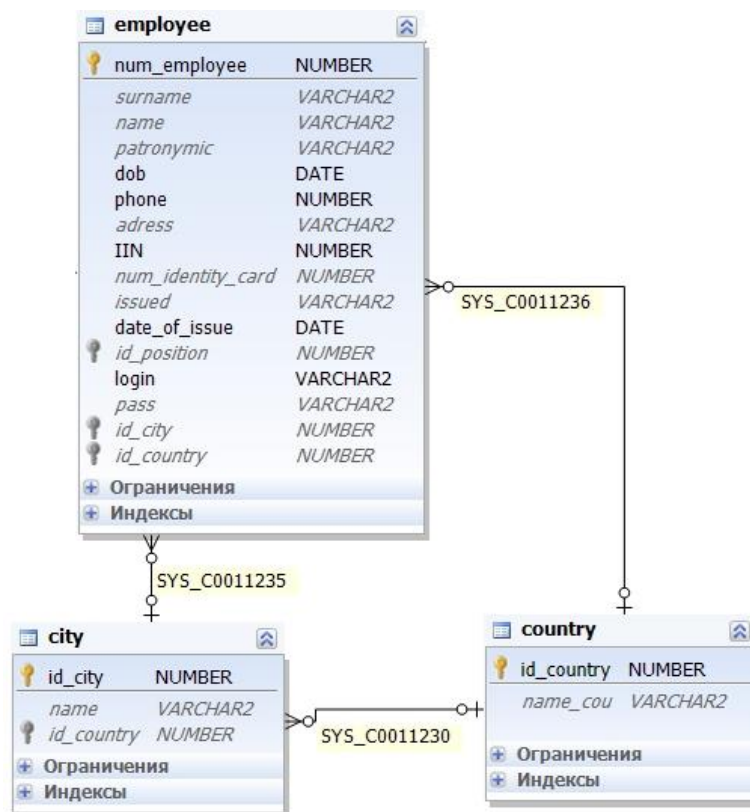 employee
num_employee NUMBER
surname VARCHAR2
name VARCHAR2
patronymic VARCHAR2
dob DATE
phone NUMBER
adress VARCHAR2
IIN NUMBER
num_identity_card NUMBER
issued VARCHAR2
date_of_issue DATE
id_position NUMBER
login VARCHAR2
pass VARCHAR2
id_city NUMBER
id_country NUMBER
Ограничения
Индексы
SYS_C0011236
SYS_C0011235
city
id_city NUMBER
name VARCHAR2
id_country NUMBER
Ограничения
Индексы
SYS_C0011230
country
id_country NUMBER
name_cou VARCHAR2
Ограничения
Индексы